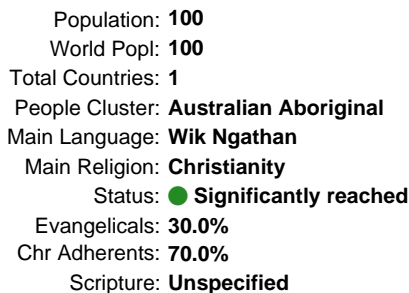 Population: 100
World Popl: 100
Total Countries: 1
People Cluster: Australian Aboriginal
Main Language: Wik Ngathan
Main Religion: Christianity
Status: Significantly reached
Evangelicals: 30.0%
Chr Adherents: 70.0%
Scripture: Unspecified